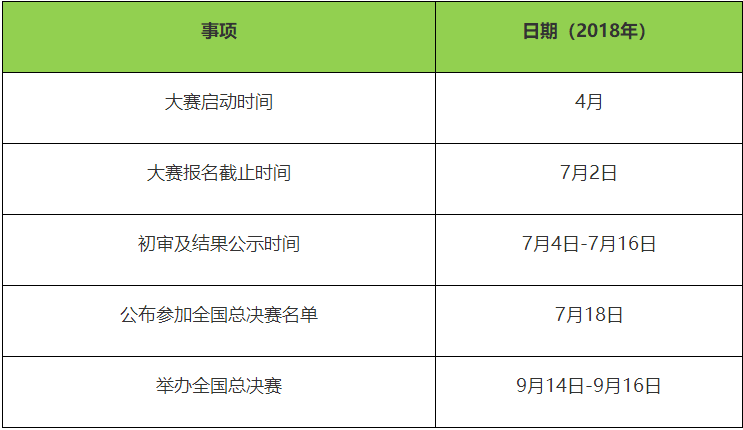 事项 日期（2018年）
大赛启动时间 4月
大赛报名截止时间 7月2日
初审及结果公示时间 7月4日-7月16日
公布参加全国总决赛名单 7月18日
举办全国总决赛 9月14日-9月16日